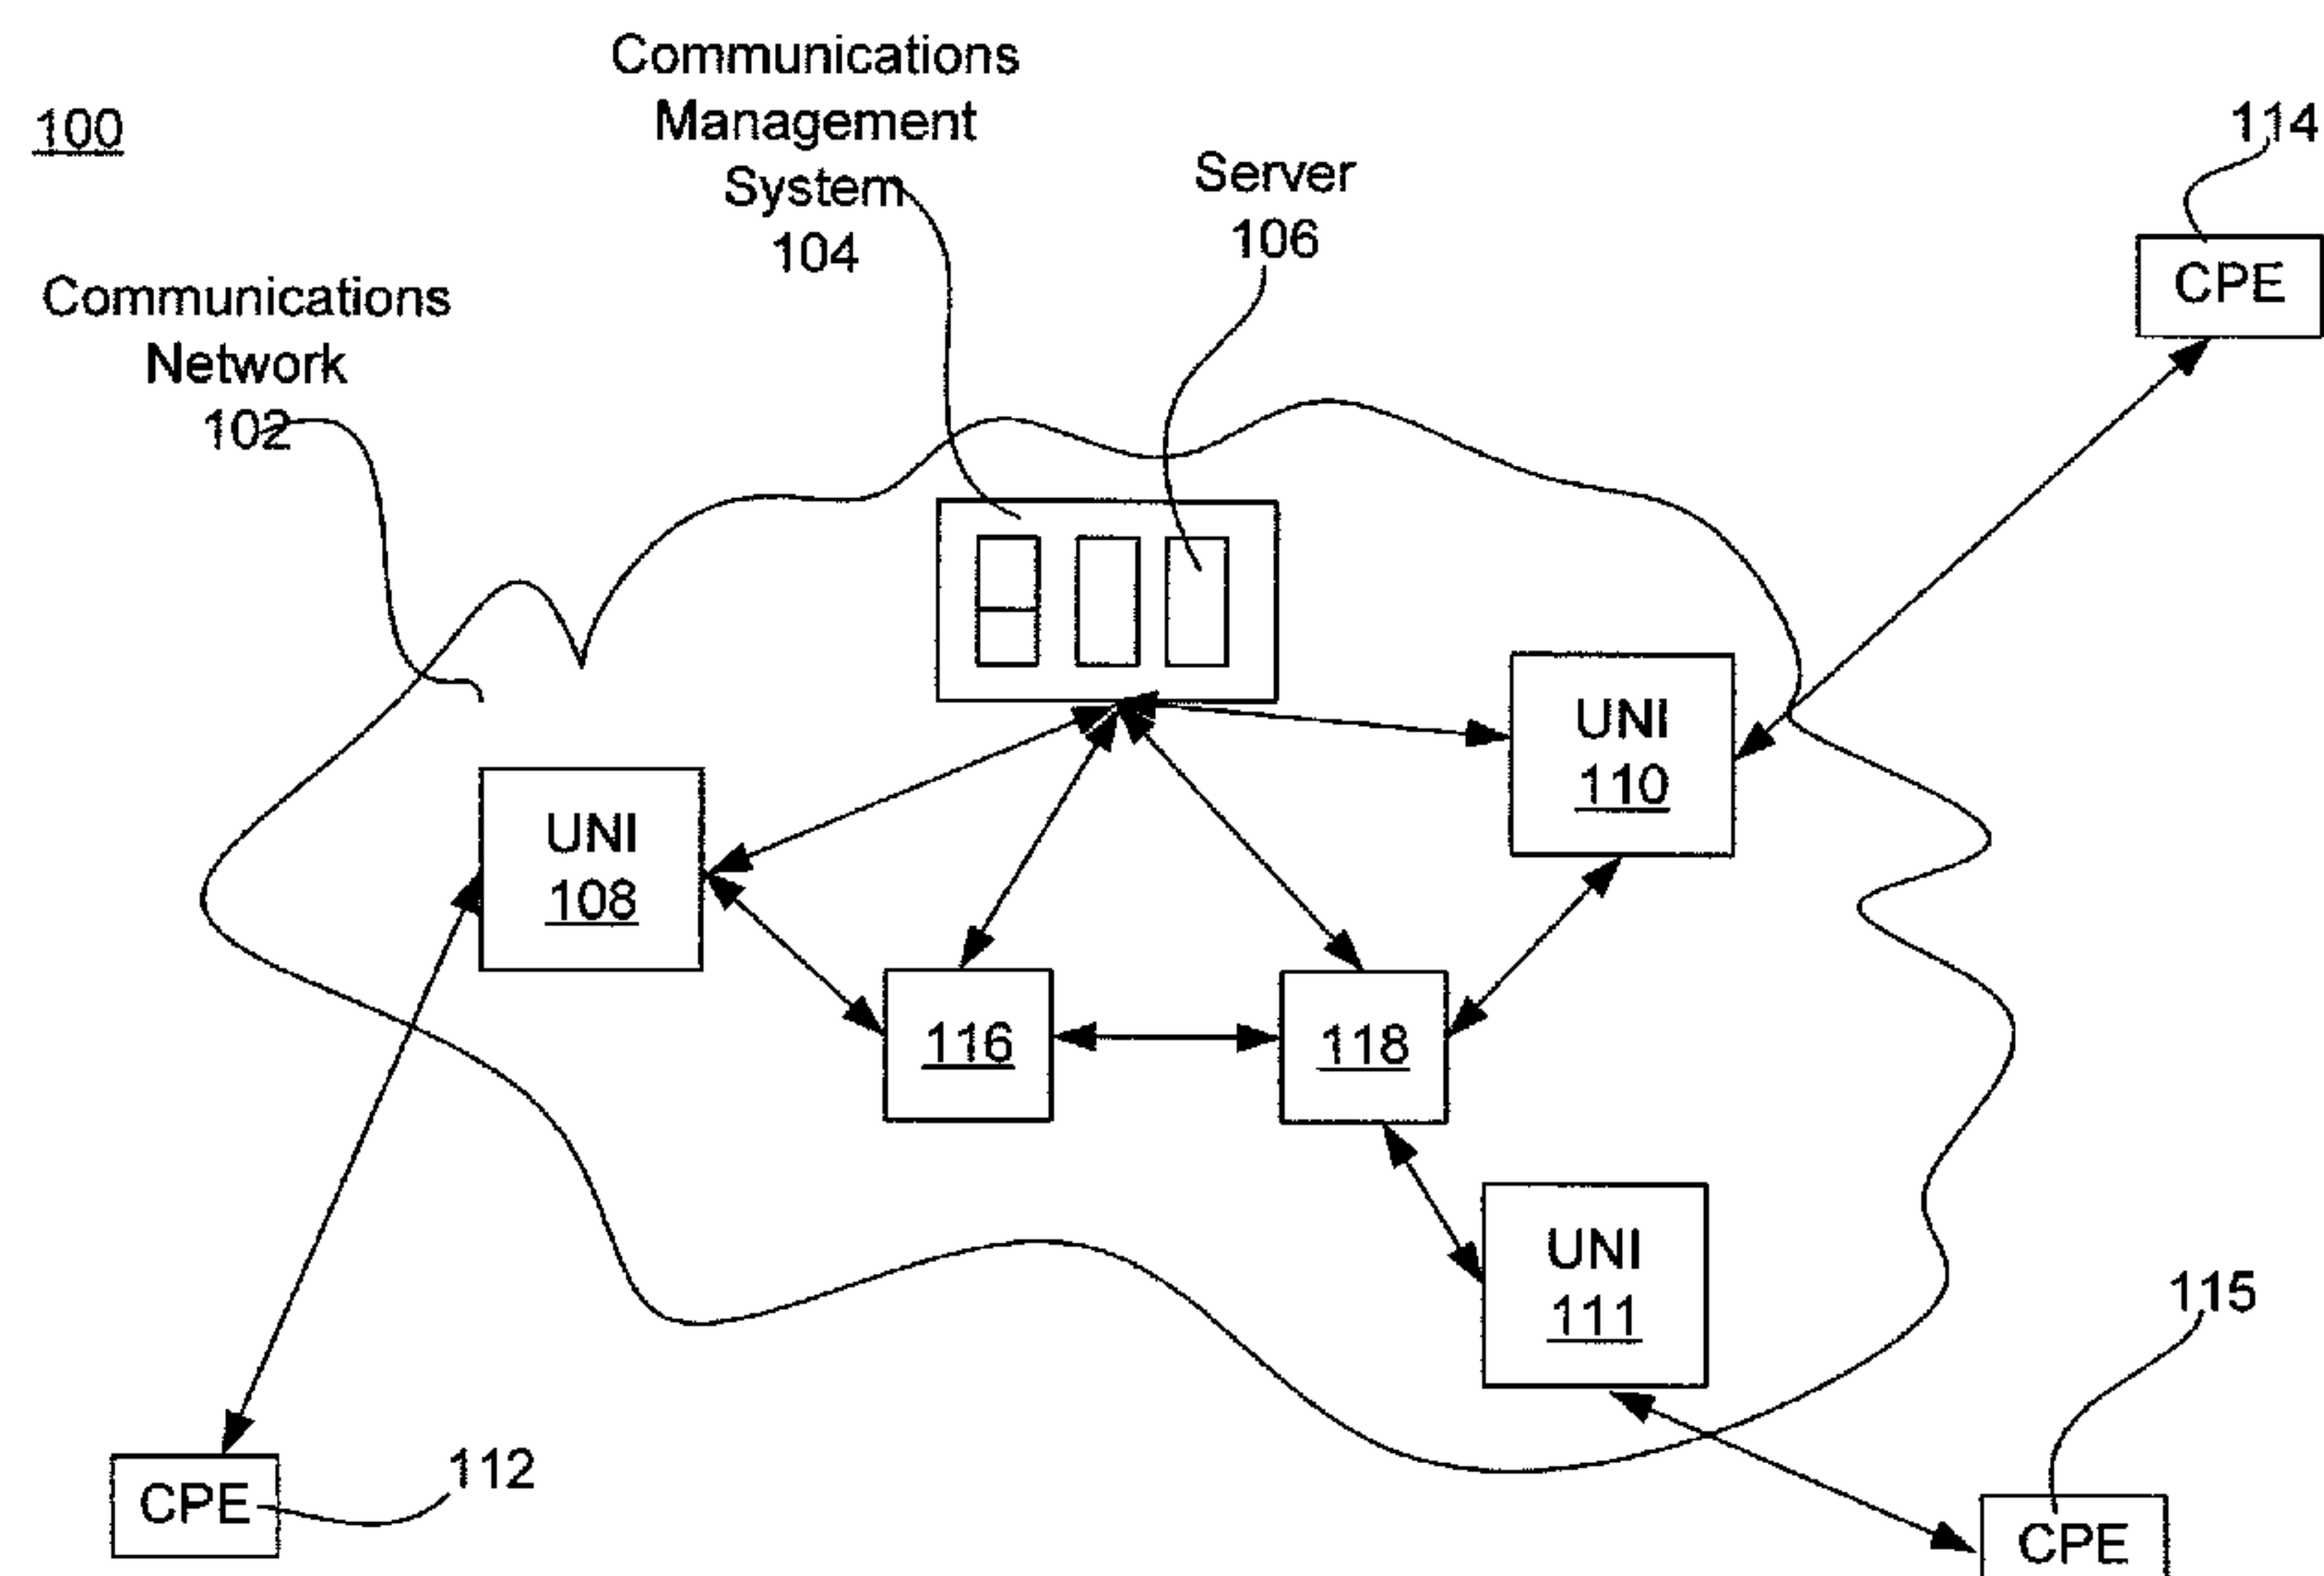 100
Communications
Management
System
104
Server
106
114
CPE
Communications
Network
102
UNI
110
UNI
108
116
118
UNI
111
115
112
CPE
CPE